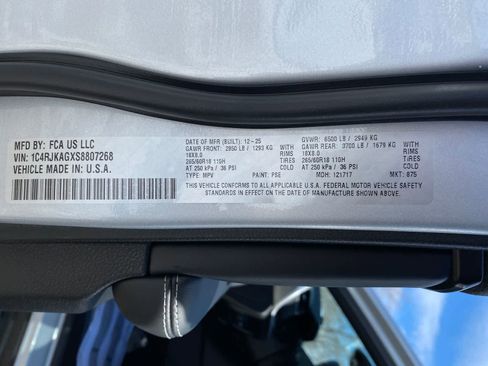 MFD BY: FCA US LLC
VIN: 1C4RJKAGXS8807268
VEHICLE MADE IN: U.S.A.
DATE OF MFR (BUILT): 12-25
GAWR FRONT: 2850 LB / 1293 KG WITH
18X8.0 RIMS
265/60R18 110H TIRES
AT 250 kPa / 36 PSI COLD
TYPE: MPV PAINT: PSE
GVWR: 6500 LB / 2949 KG
GAWR REAR: 3700 LB / 1679 KG WITH
18X8.0 RIMS
265/60R18 110H TIRES
AT 250 kPa / 36 PSI COLD
MDH: 121717 MKT: 875
THIS VEHICLE CONFORMS TO ALL APPLICABLE U.S.A. FEDERAL MOTOR VEHICLE SAFETY
STANDARDS IN EFFECT ON THE DATE OF MANUFACTURE SHOWN ABOVE.